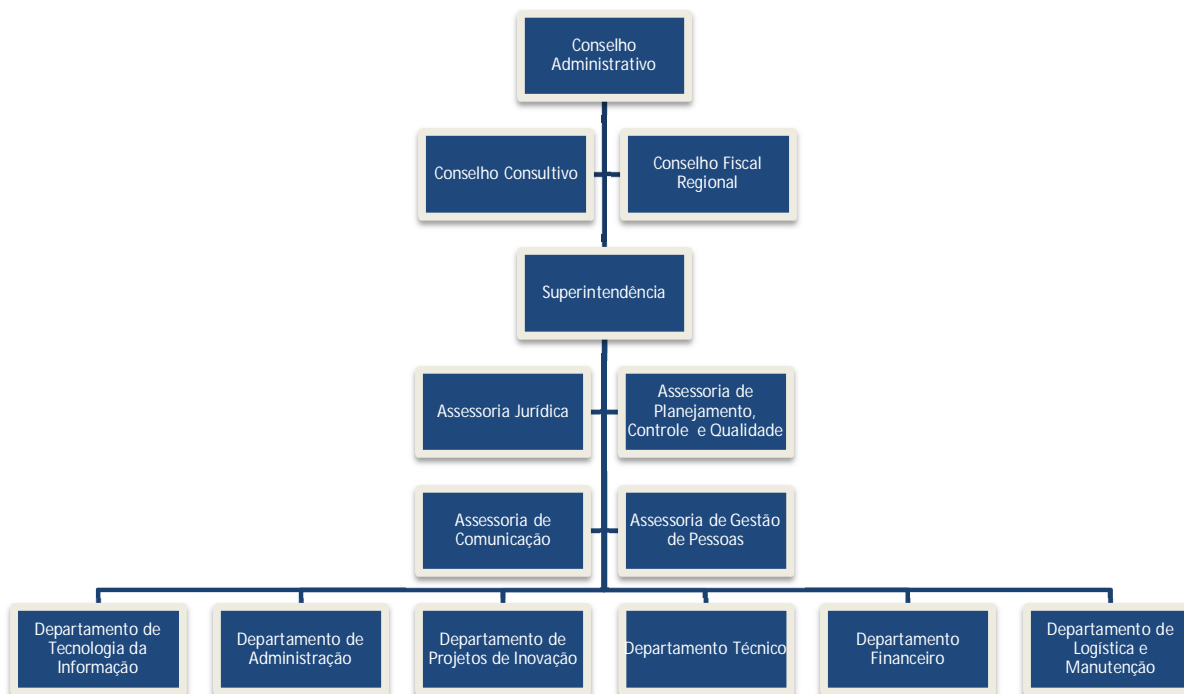 Conselho
Administrativo
Conselho Consultivo
Conselho Fiscal
Regional
Superintendência
Assessoria Jurídica
Assessoria de
Planejamento,
Controle e Qualidade
Assessoria de
Comunicação
Assessoria de Gestão
de Pessoas
Departamento de
Tecnologia da
Informação
Departamento de
Administração
Departamento de
Projetos de Inovação
Departamento Técnico
Departamento
Financeiro
Departamento de
Logística e
Manutenção